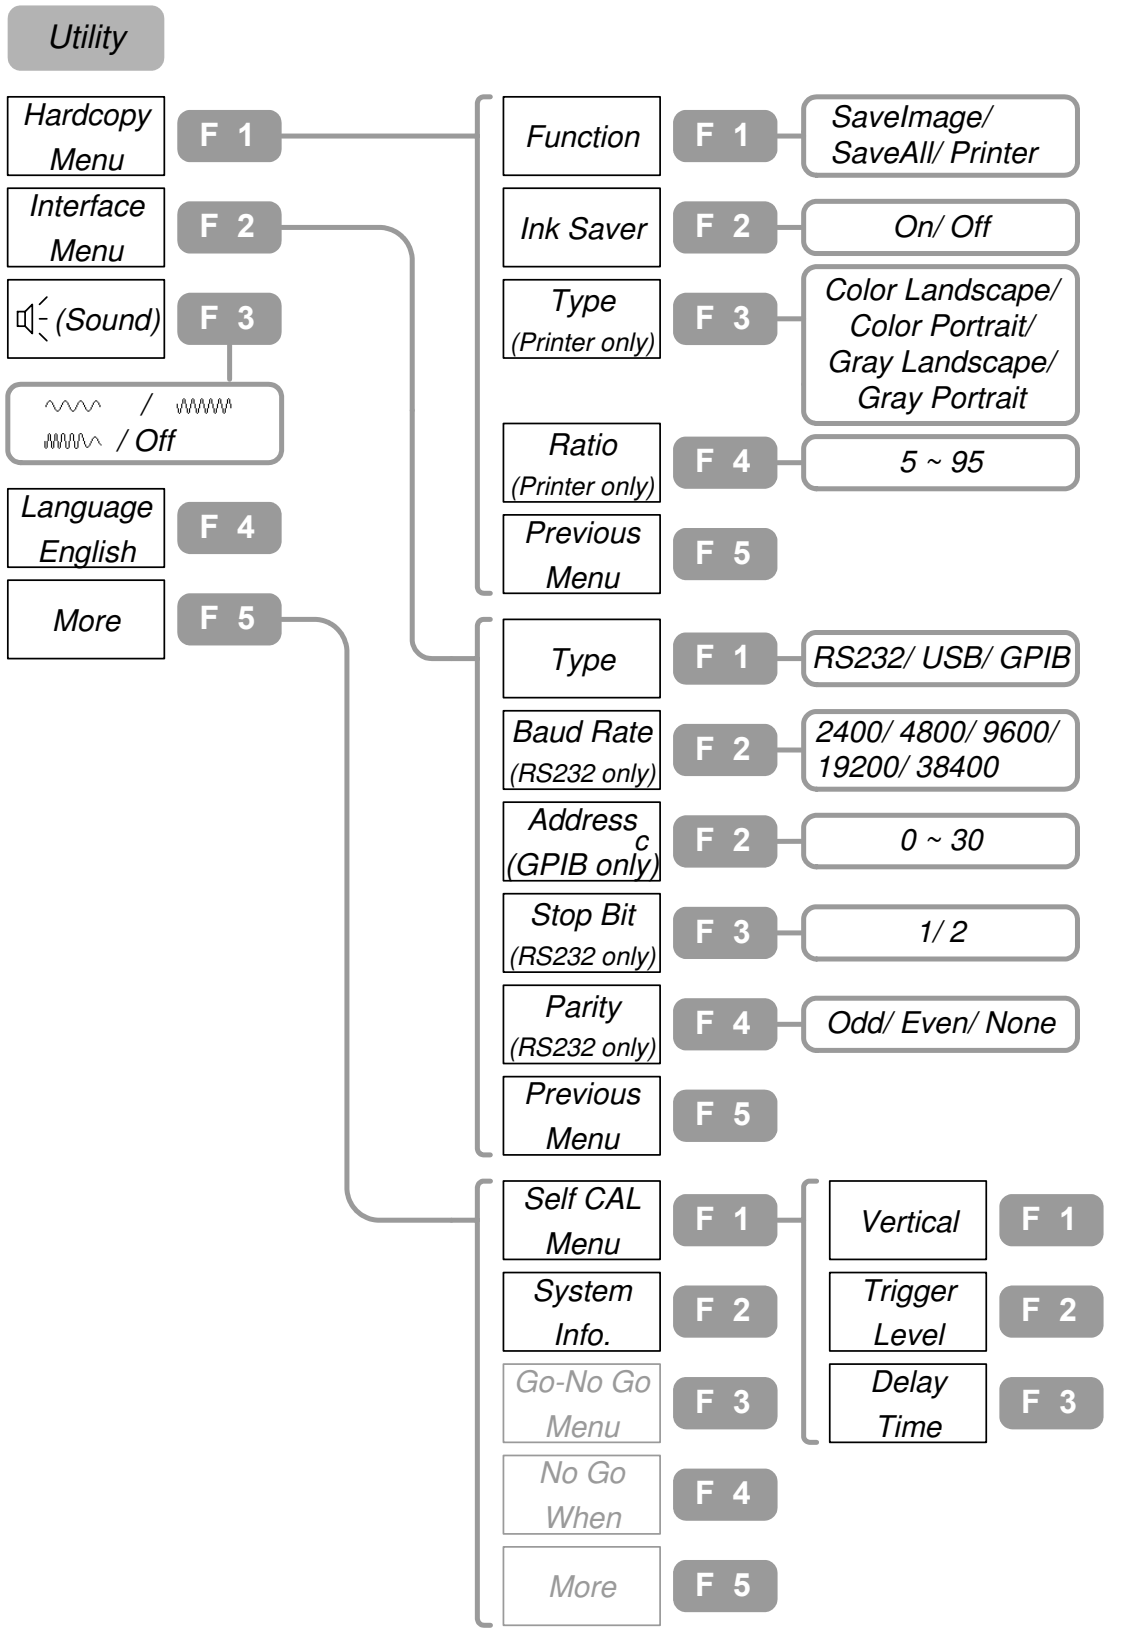 Utility
Hardcopy
Menu
F 1
Interface
Menu
F 2
(Sound)
F 3
/
/ Off
Language
English
F 4
More
F 5
Function
F 1
SaveImage/
SaveAll/ Printer
Ink Saver
F 2
On/ Off
Type
(Printer only)
F 3
Color Landscape/
Color Portrait/
Gray Landscape/
Gray Portrait
Ratio
(Printer only)
F 4
5 ~ 95
Previous
Menu
F 5
Type
F 1
RS232/ USB/ GPIB
Baud Rate
(RS232 only)
F 2
2400/ 4800/ 9600/
19200/ 38400
Address
c
(GPIB only)
F 2
0 ~ 30
Stop Bit
(RS232 only)
F 3
1/ 2
Parity
(RS232 only)
F 4
Odd/ Even/ None
Previous
Menu
F 5
Self CAL
Menu
F 1
System
Info.
F 2
Go-No Go
Menu
F 3
No Go
When
F 4
More
F 5
Vertical
F 1
Trigger
Level
F 2
Delay
Time
F 3